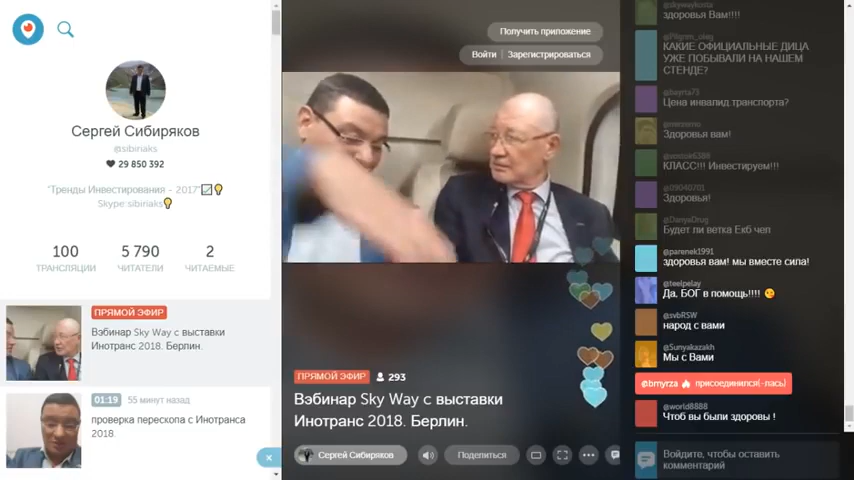 Сергей Сибиряков
@sibiriaks
29 850 392
"Тренды Инвестирования - 2017"
Skype:sibiriaks
100
ТРАНСЛЯЦИИ
5 790
ЧИТАТЕЛИ
2
ЧИТАЕМЫЕ
ПРЯМОЙ ЭФИР
Вэбинар Sky Way с выставки
Инотранс 2018. Берлин.
01:19
55 минут назад
проверка перескопа с Инотранса
2018.
Получить приложение
Войти
Зарегистрироваться
ПРЯМОЙ ЭФИР
293
Вэбинар Sky Way с выставки
Инотранс 2018. Берлин.
Сергей Сибиряков
Поделиться
@skywaykosta
здоровья Вам!!!!
@Piligrim_oleg
КАКИЕ ОФИЦИАЛЬНЫЕ ДИЦА
УЖЕ ПОБЫВАЛИ НА НАШЕМ
СТЕНДЕ?
@bayrta73
Цена инвалид транспорта?
Здоровья вам!
КЛАСС!!! Инвестируем!!!
@09040701
Здоровья!
@DanyaDrug
Будет ли ветка Екб чел
@parenek1991
здоровья вам! мы вместе сила!
@teelpelay
Да, БОГ в помощь!!!!
@svbRSW
народ с вами
@Sunyakazakh
Мы с Вами
@bmyrza присоединился(-лась)
@world8888
Чтоб вы были здоровы !
Войдите, чтобы оставить
комментарий